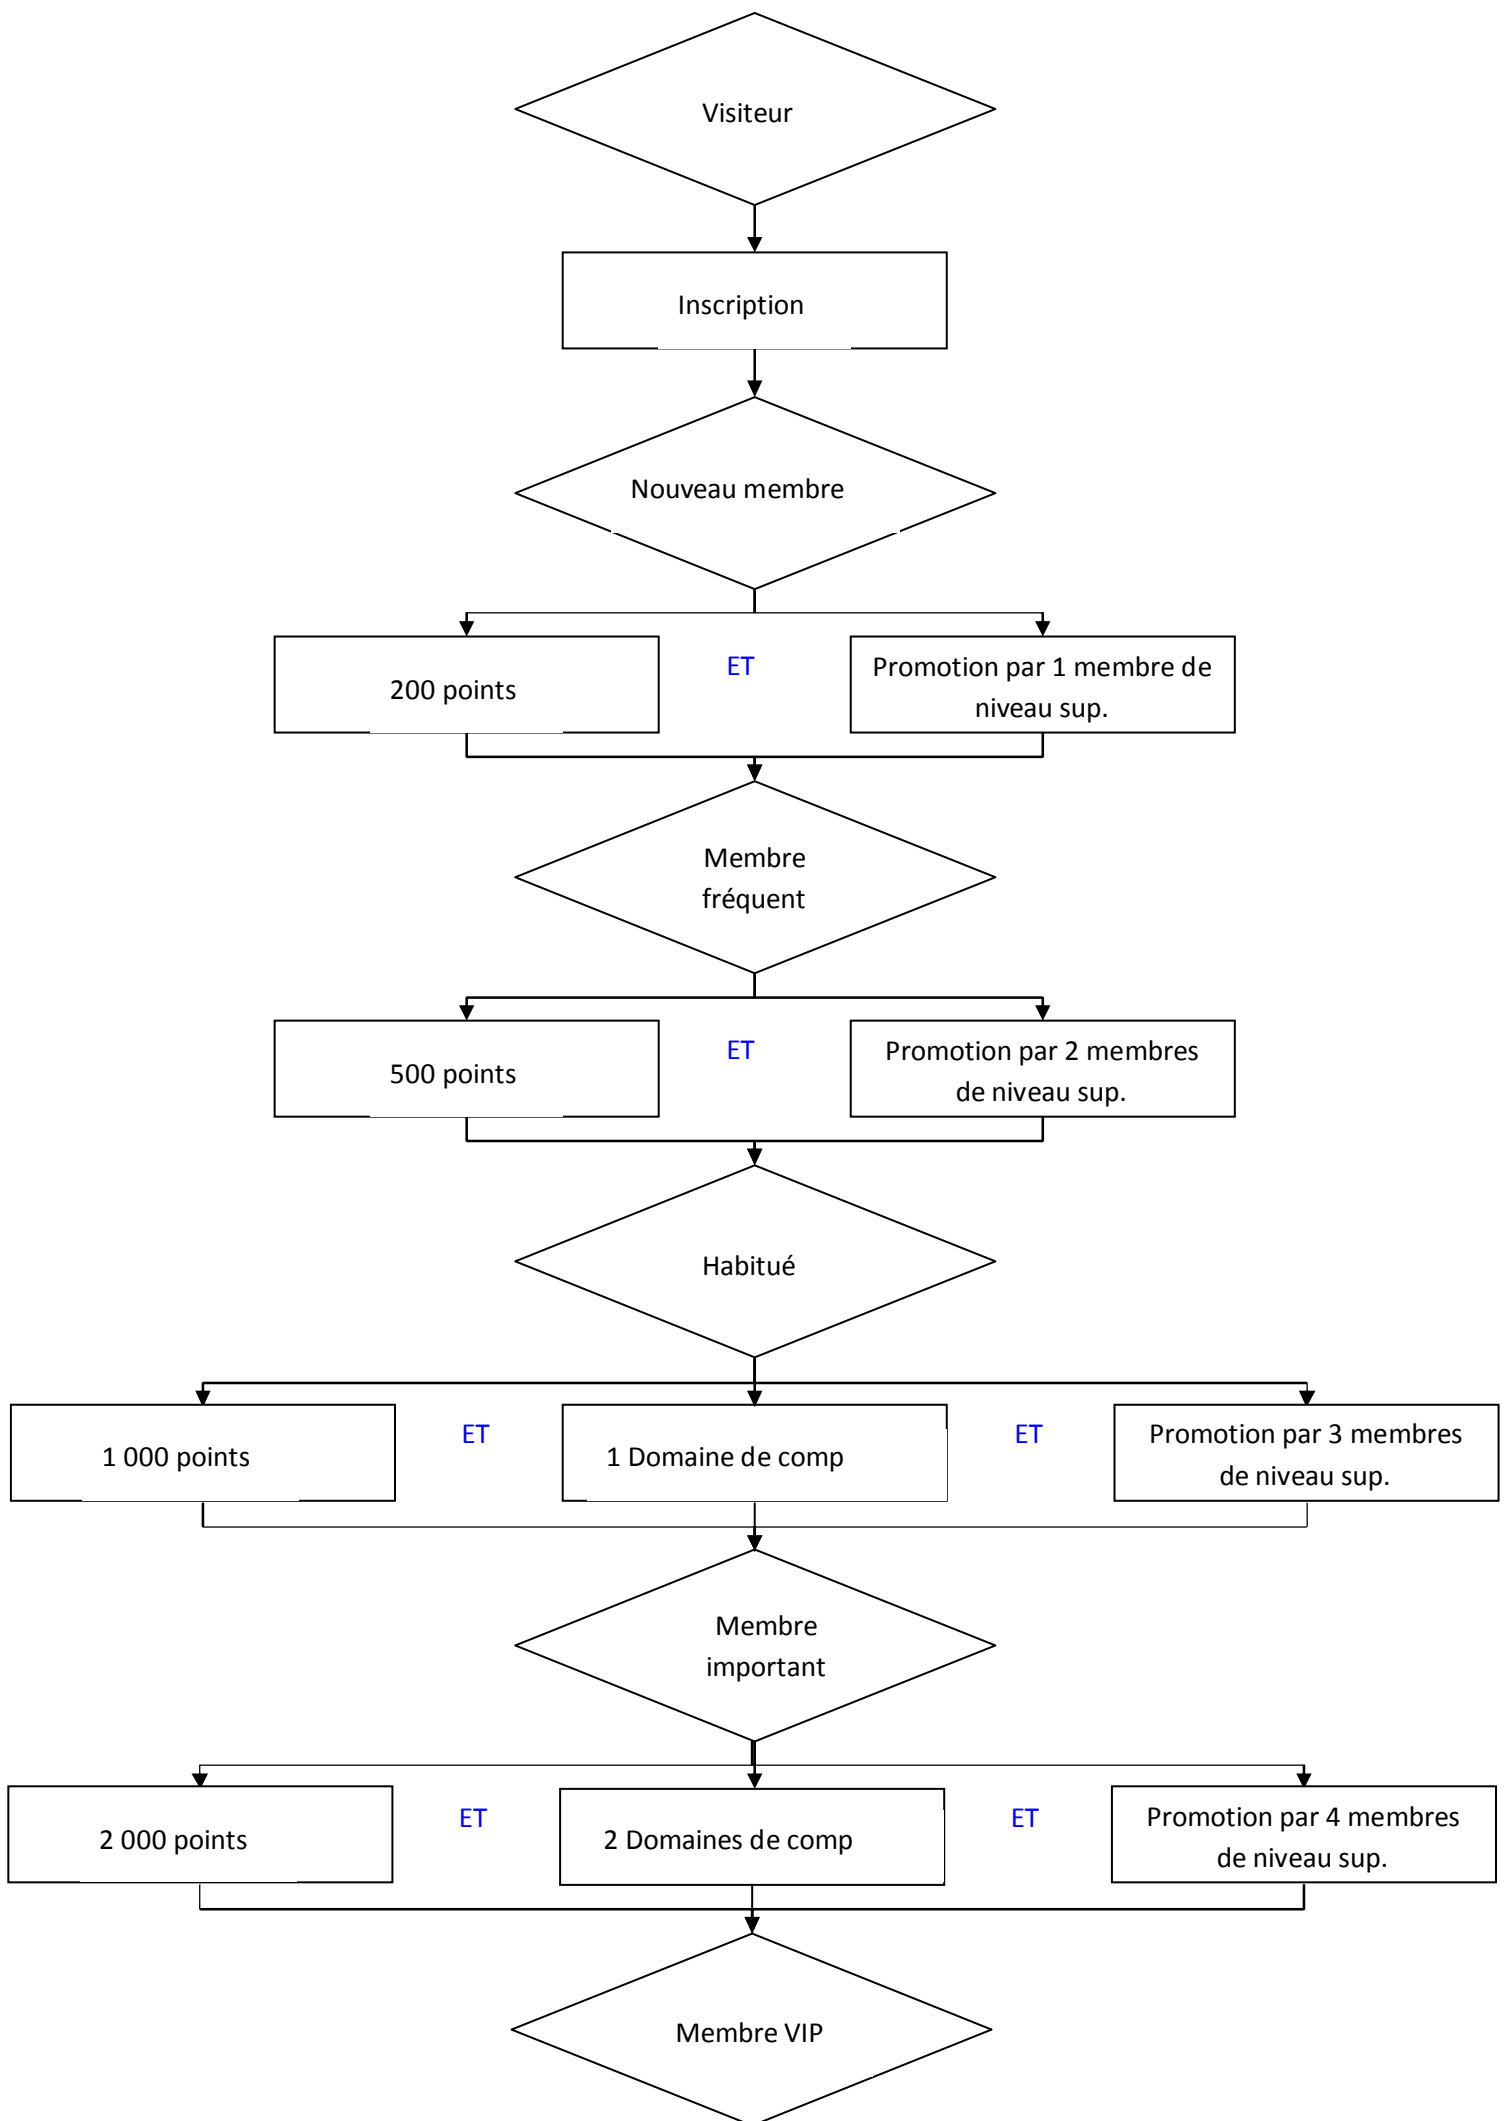 Visiteur
Inscription
Nouveau membre
200 points
ET
Promotion par 1 membre de
niveau sup.
Membre
fréquent
500 points
ET
Promotion par 2 membres
de niveau sup.
Habitué
1 000 points
ET
1 Domaine de comp
ET
Promotion par 3 membres
de niveau sup.
Membre
important
2 000 points
ET
2 Domaines de comp
ET
Promotion par 4 membres
de niveau sup.
Membre VIP